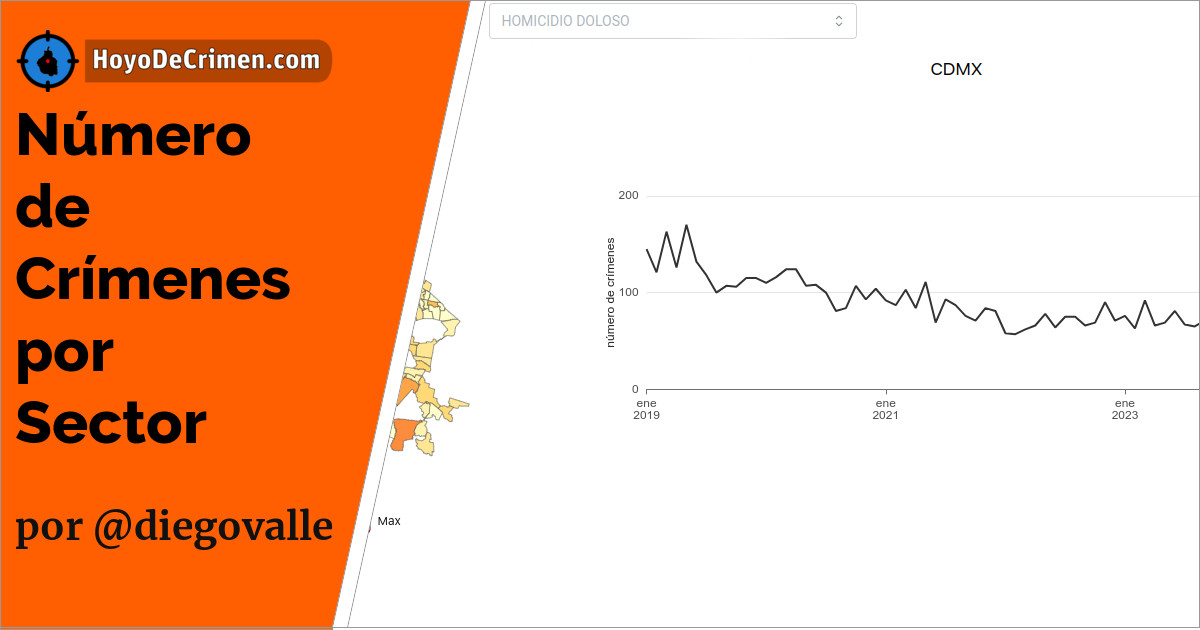 HoyoDeCrimen.com
Número
de
Crímenes
por
Sector
por @diegovalle
HOMICIDIO DOLOSO
CDMX
200
100
0
número de crímenes
ene
2019
ene
2021
ene
2023
Max